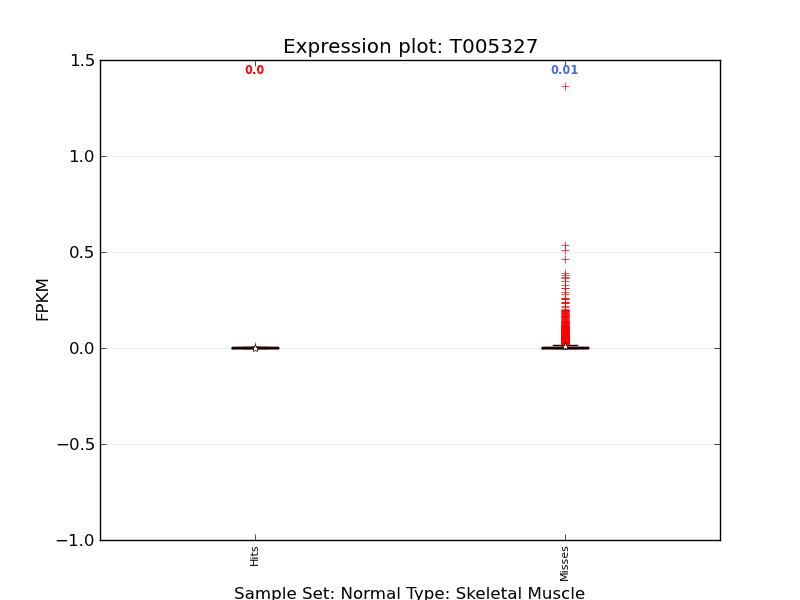 Expression plot: T005327
0.0
0.01
1.5
1.0
0.5
0.0
−0.5
−1.0
FPKM
Hits
Misses
Sample Set: Normal Type: Skeletal Muscle